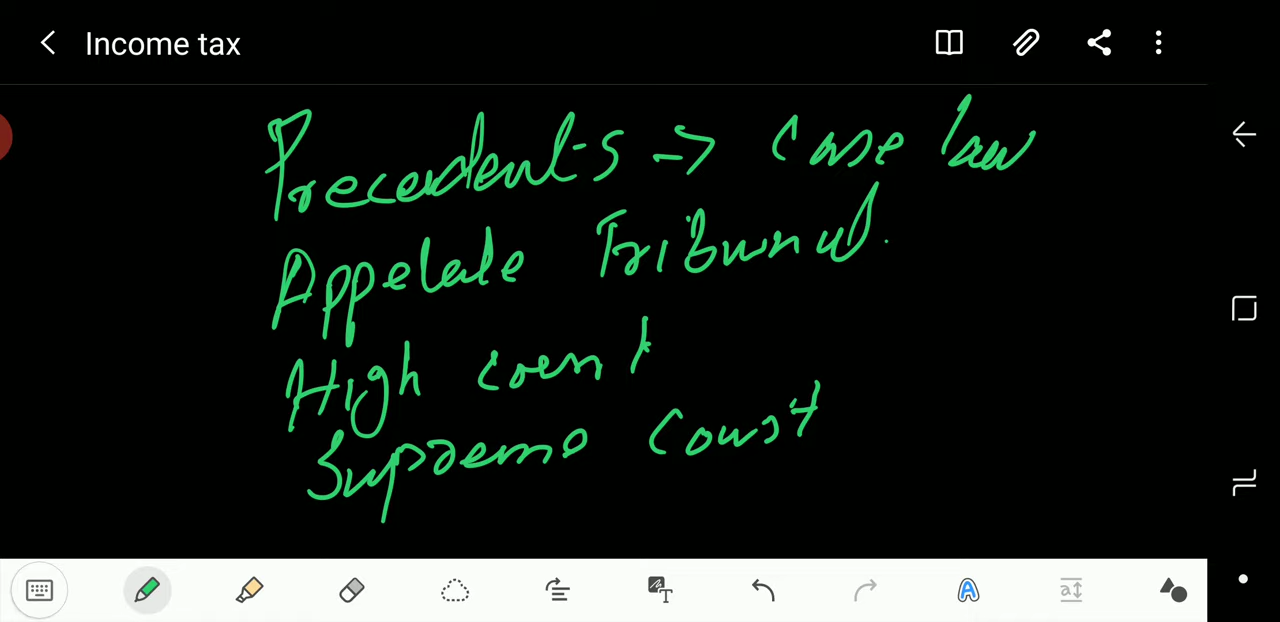 Income tax
Precedents -> Case law
Appelate Tribunal.
High court
Supreme Court